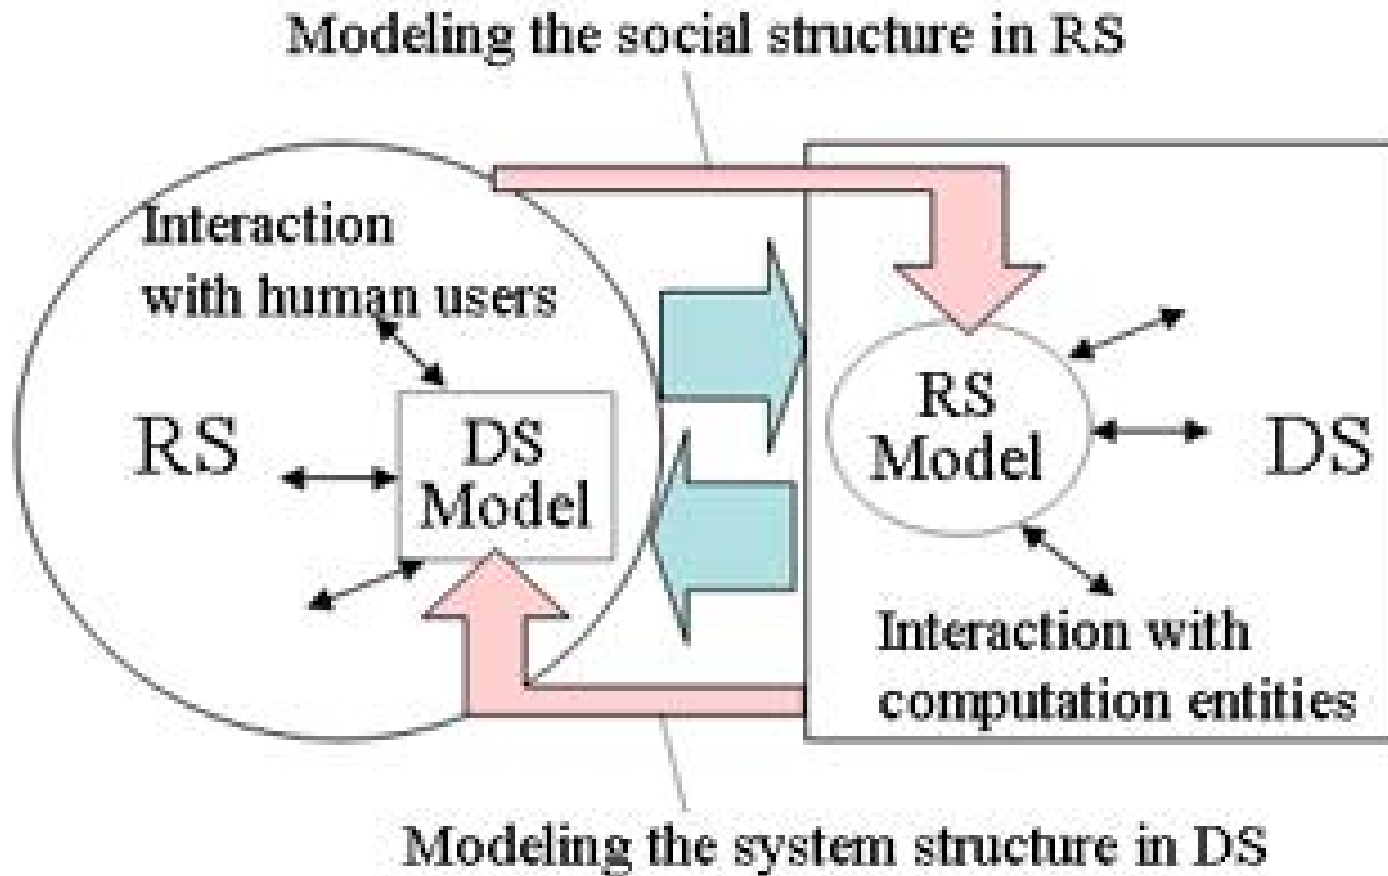 Modeling the social structure in RS
Interaction
with human users
RS
DS
Model
RS
Model
DS
Interaction with
computation entities
Modeling the system structure in DS